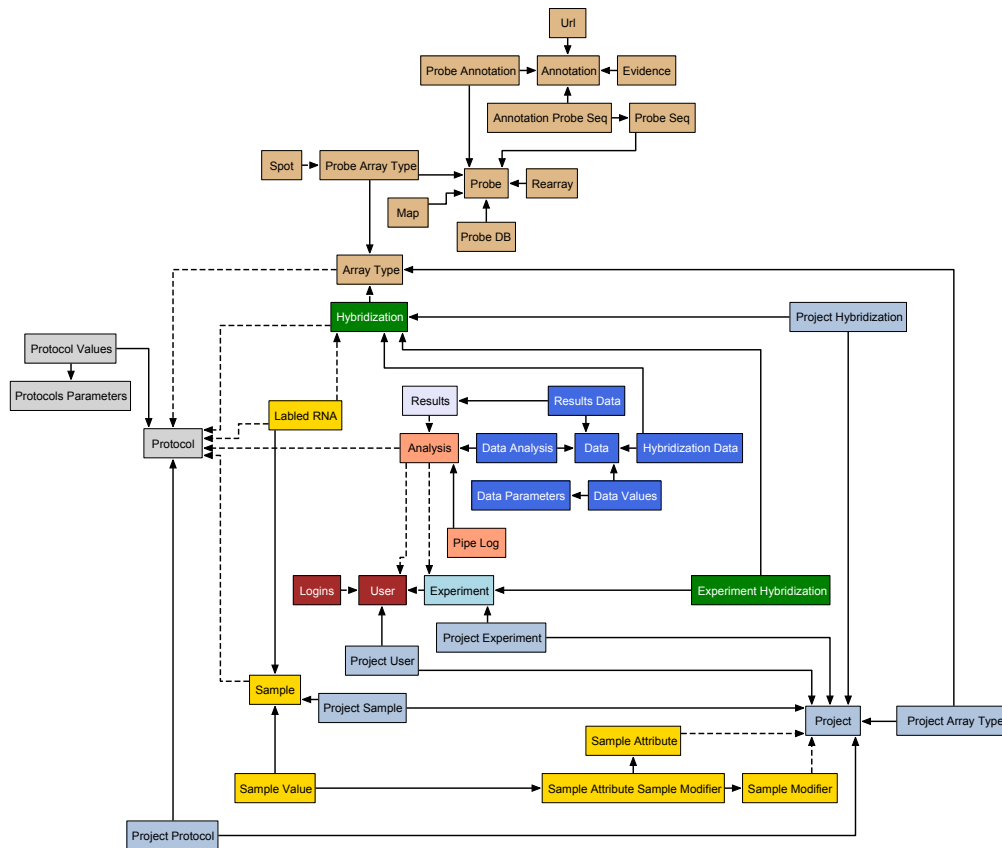 Url
Probe Annotation
Annotation
Evidence
Annotation Probe Seq
Probe Seq
Spot
Probe Array Type
Probe
Rearray
Map
Probe DB
Array Type
Hybridization
Project Hybridization
Protocol Values
Protocols Parameters
Results
Results Data
Labled RNA
Protocol
Analysis
Data Analysis
Data
Hybridization Data
Data Parameters
Data Values
Pipe Log
Logins
User
Experiment
Experiment Hybridization
Project Experiment
Project User
Sample
Project Sample
Project
Project Array Type
Sample Attribute
Sample Value
Sample Attribute Sample Modifier
Sample Modifier
Project Protocol